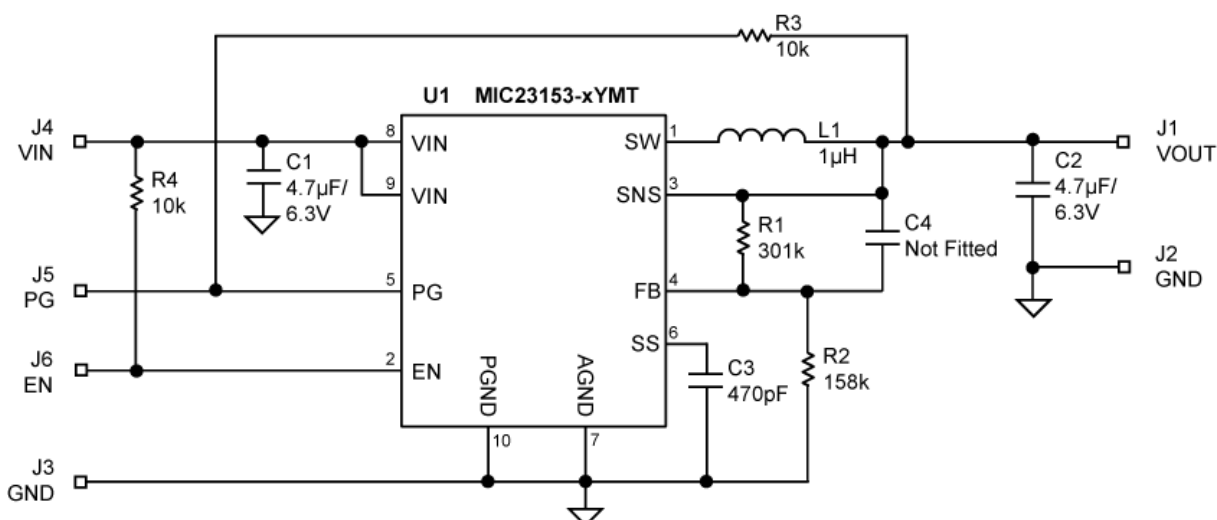 R3
10k
U1 MIC23153-xYMT
J4
VIN
8
VIN
SW
1
L1
1µH
J1
VOUT
R4
10k
C1
4.7µF/
6.3V
9
VIN
SNS
3
R1
301k
C4
Not Fitted
C2
4.7µF/
6.3V
J5
PG
5
PG
FB
4
J2
GND
J6
EN
2
EN
PGND
AGND
SS
6
C3
470pF
R2
158k
10
7
J3
GND